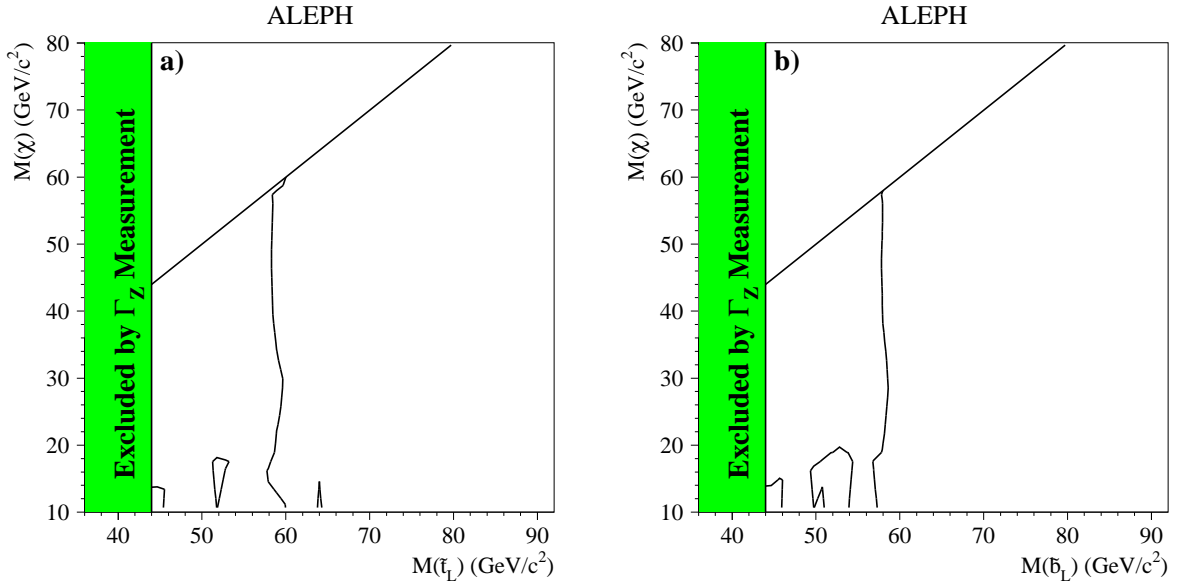 ALEPH
a)
M(χ) (GeV/c²)
80
70
60
50
40
30
20
10
Excluded by Γ_Z Measurement
40 50 60 70 80 90
M(t̃_L) (GeV/c²)
ALEPH
b)
M(χ) (GeV/c²)
80
70
60
50
40
30
20
10
Excluded by Γ_Z Measurement
40 50 60 70 80 90
M(b̃_L) (GeV/c²)